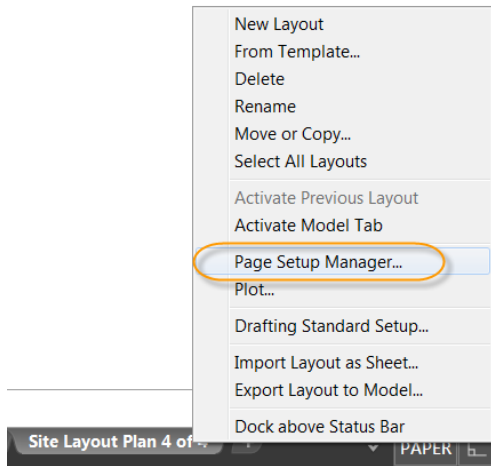 New Layout
From Template...
Delete
Rename
Move or Copy...
Select All Layouts
Activate Previous Layout
Activate Model Tab
Page Setup Manager...
Plot...
Drafting Standard Setup...
Import Layout as Sheet...
Export Layout to Model...
Dock above Status Bar
Site Layout Plan 4 of 4
PAPER